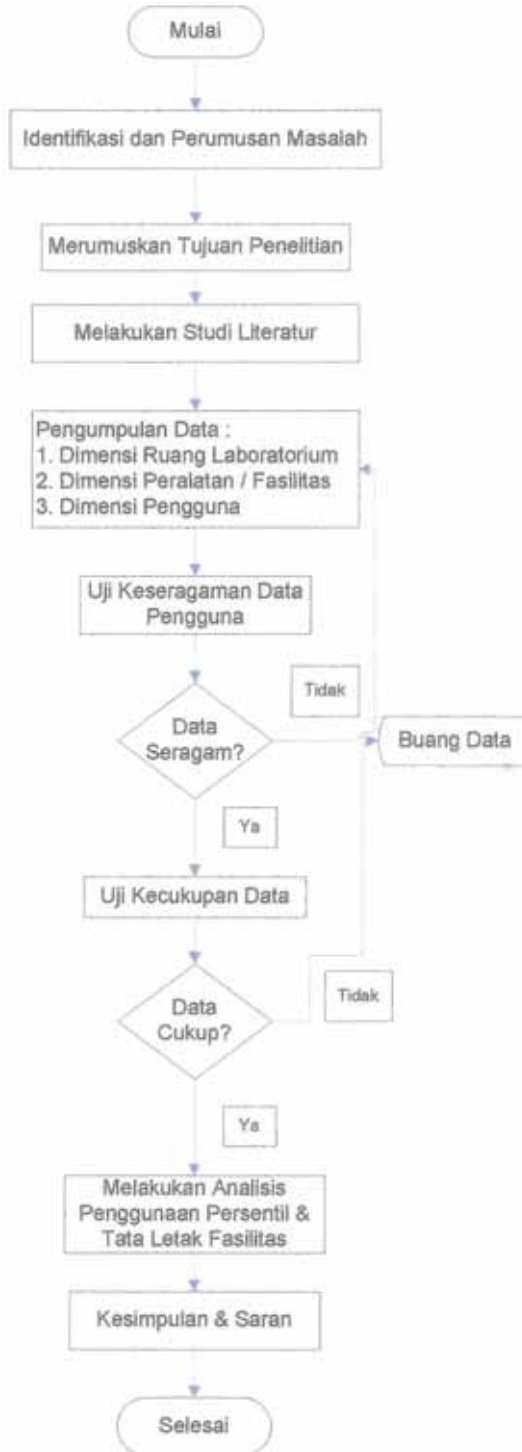 Mulai
Identifikasi dan Perumusan Masalah
Merumuskan Tujuan Penelitian
Melakukan Studi Literatur
Pengumpulan Data :
1. Dimensi Ruang Laboratorium
2. Dimensi Peralatan / Fasilitas
3. Dimensi Pengguna
Uji Keseragaman Data
Pengguna
Tidak
Data
Seragam?
Buang Data
Ya
Uji Kecukupan Data
Data
Cukup?
Tidak
Ya
Melakukan Analisis
Penggunaan Persentil &
Tata Letak Fasilitas
Kesimpulan & Saran
Selesai